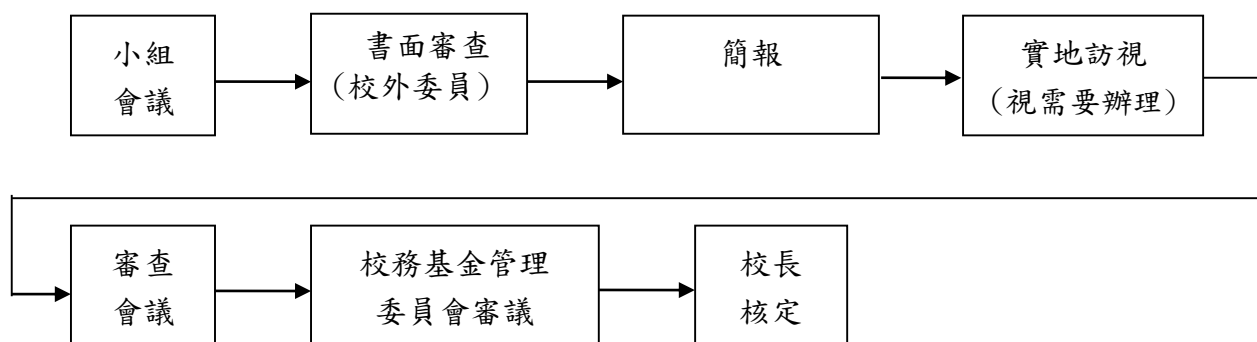 小組
會議
書面審查
(校外委員)
簡報
實地訪視
(視需要辦理)
審查
會議
校務基金管理
委員會審議
校長
核定